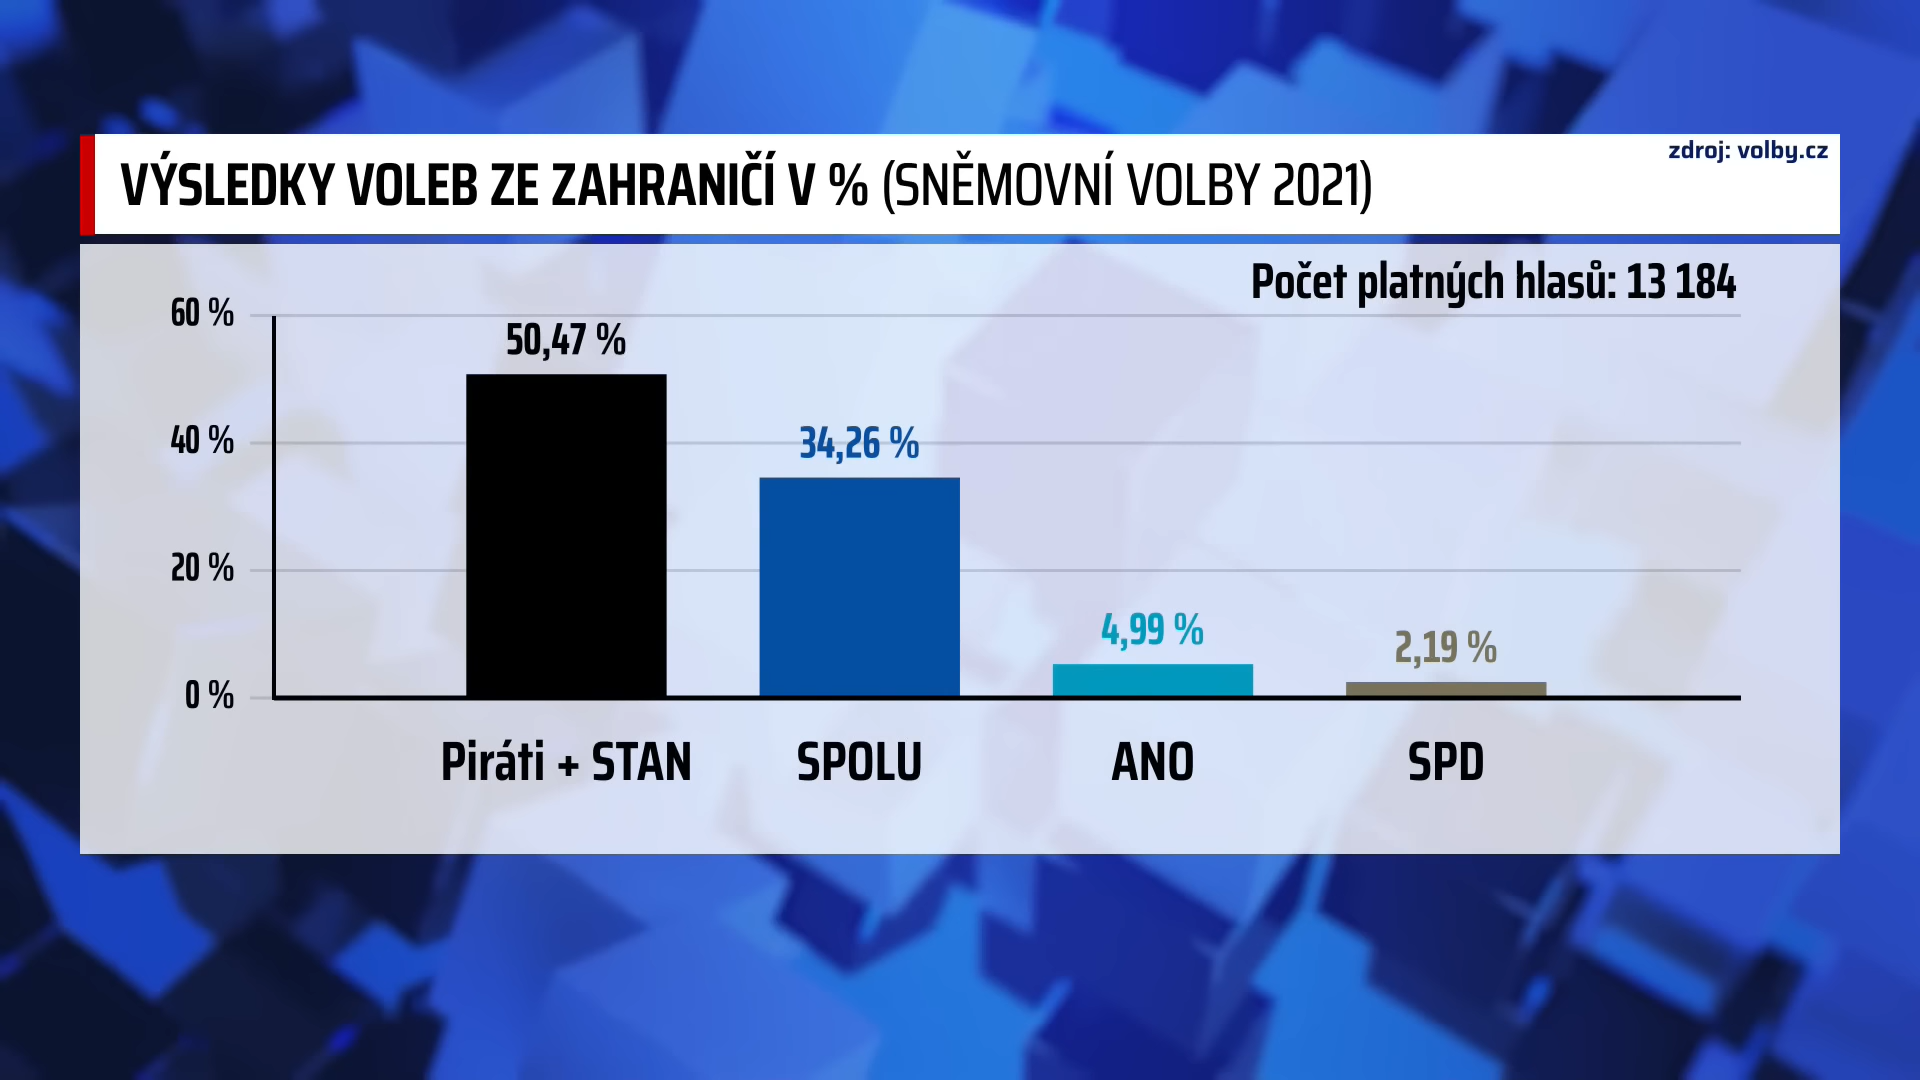 VÝSLEDKY VOLEB ZE ZAHRANIČÍ V % (SNĚMOVNÍ VOLBY 2021)
zdroj: volby.cz
Počet platných hlasů: 13 184
60 %
50,47 %
40 %
34,26 %
20 %
4,99 %
2,19 %
0 %
Piráti + STAN
SPOLU
ANO
SPD